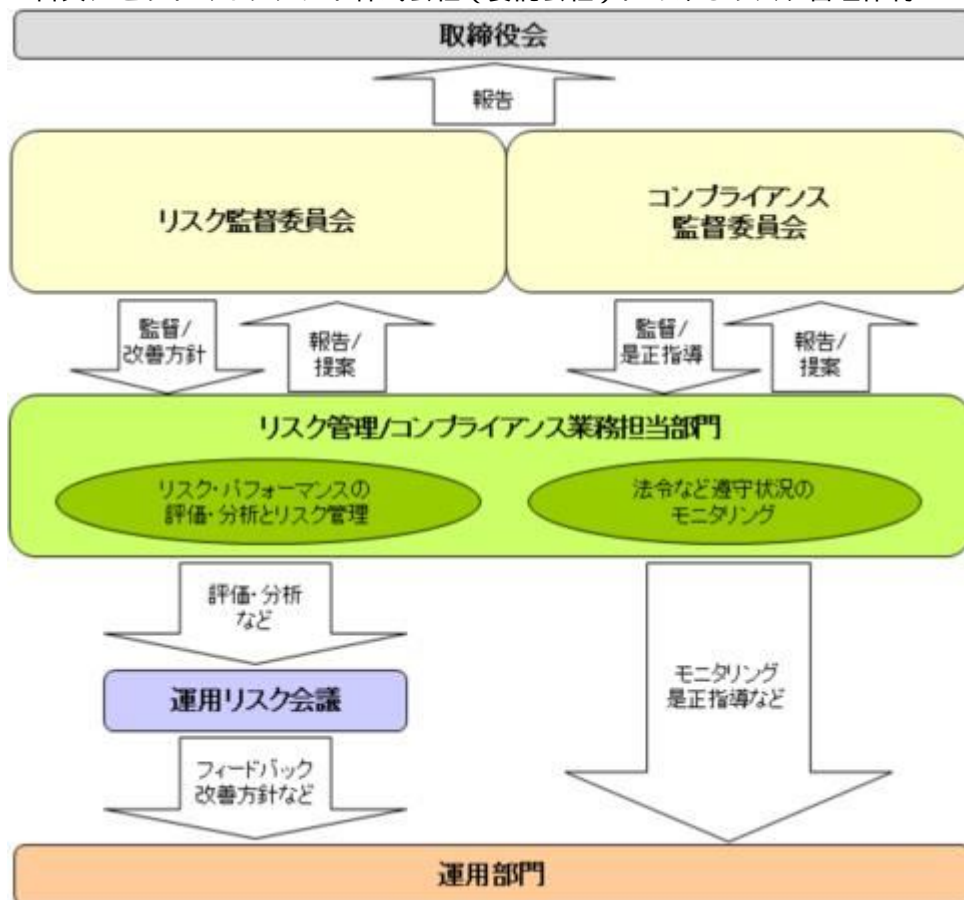 取締役会
報告
リスク監督委員会
コンプライアンス
監督委員会
監督/
改善方針
報告/
提案
監督/
是正指導
報告/
提案
リスク管理/コンプライアンス業務担当部門
リスク・パフォーマンスの
評価・分析とリスク管理
法令など遵守状況の
モニタリング
評価・分析
など
運用リスク会議
モニタリング
是正指導など
フィードバック
改善方針など
運用部門